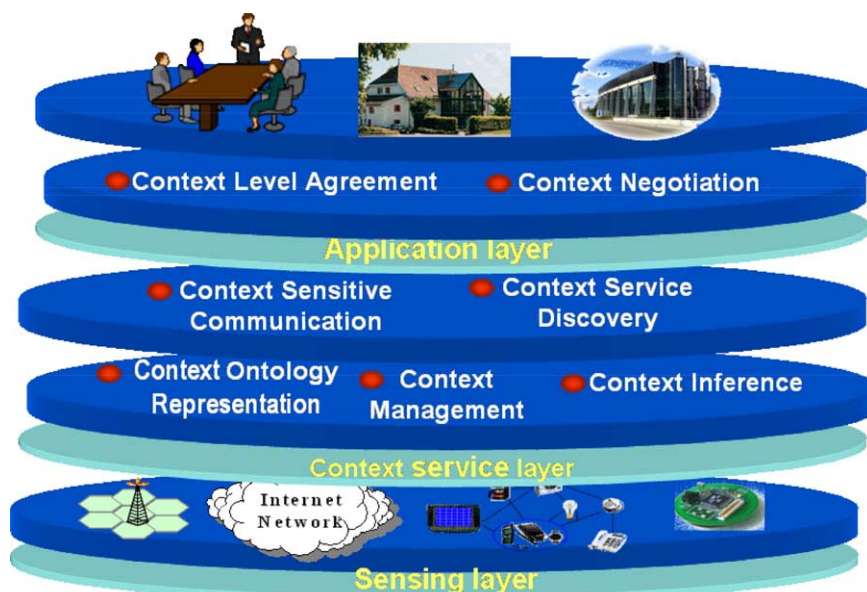 Context Level Agreement
Context Negotiation
Application layer
Context Sensitive
Communication
Context Service
Discovery
Context Ontology
Representation
Context
Management
Context Inference
Context service layer
Internet
Network
Sensing layer